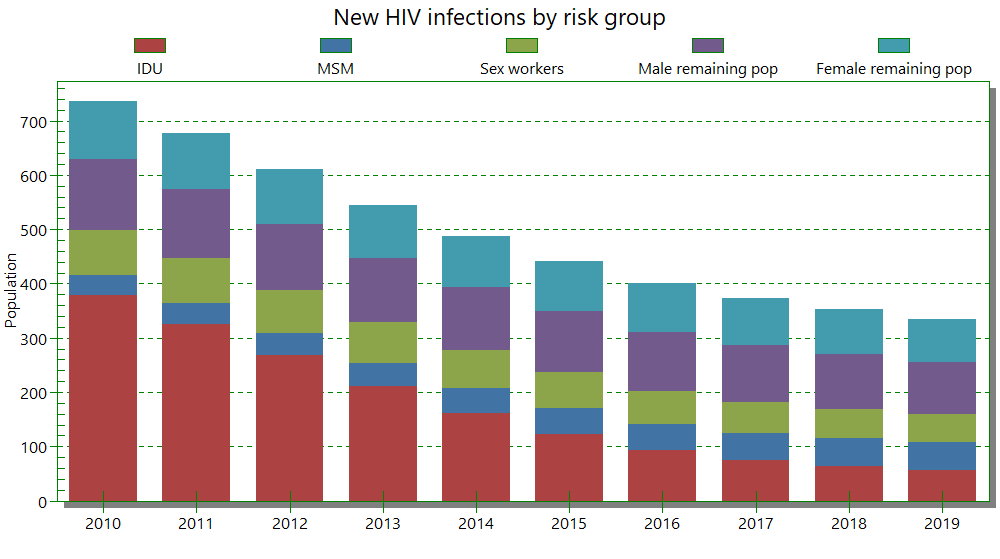 New HIV infections by risk group
IDU MSM Sex workers Male remaining pop Female remaining pop
Population
700
600
500
400
300
200
100
0
2010 2011 2012 2013 2014 2015 2016 2017 2018 2019